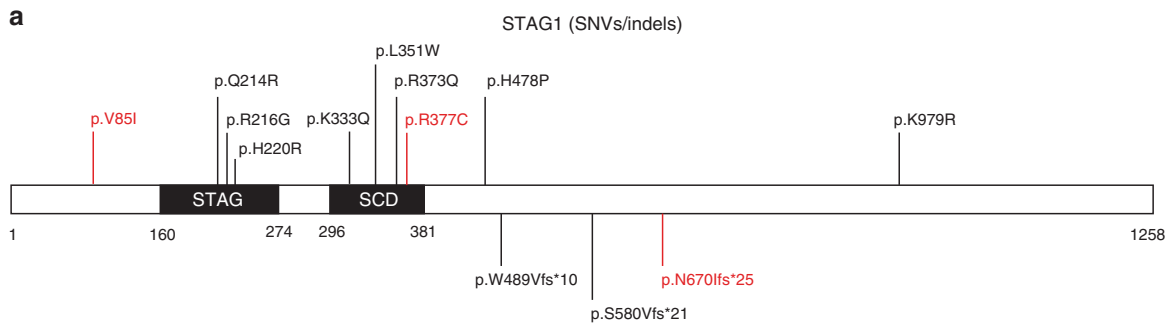 a
STAG1 (SNVs/indels)
p.L351W
p.Q214R
p.R373Q
p.H478P
p.V85I
p.R216G
p.K333Q
p.R377C
p.K979R
p.H220R
STAG
SCD
1
160
274
296
381
1258
p.W489Vfs*10
p.N670Ifs*25
p.S580Vfs*21